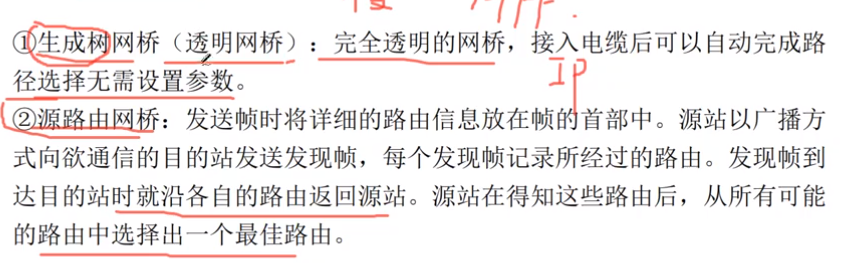 ①生成树网桥（透明网桥）：完全透明的网桥，接入电缆后可以自动完成路
径选择无需设置参数。
IP
②源路由网桥：发送帧时将详细的路由信息放在帧的首部中。源站以广播方
式向欲通信的目的站发送发现帧，每个发现帧记录所经过的路由。发现帧到
达目的站时就沿各自的路由返回源站。源站在得知这些路由后，从所有可能
的路由中选择出一个最佳路由。